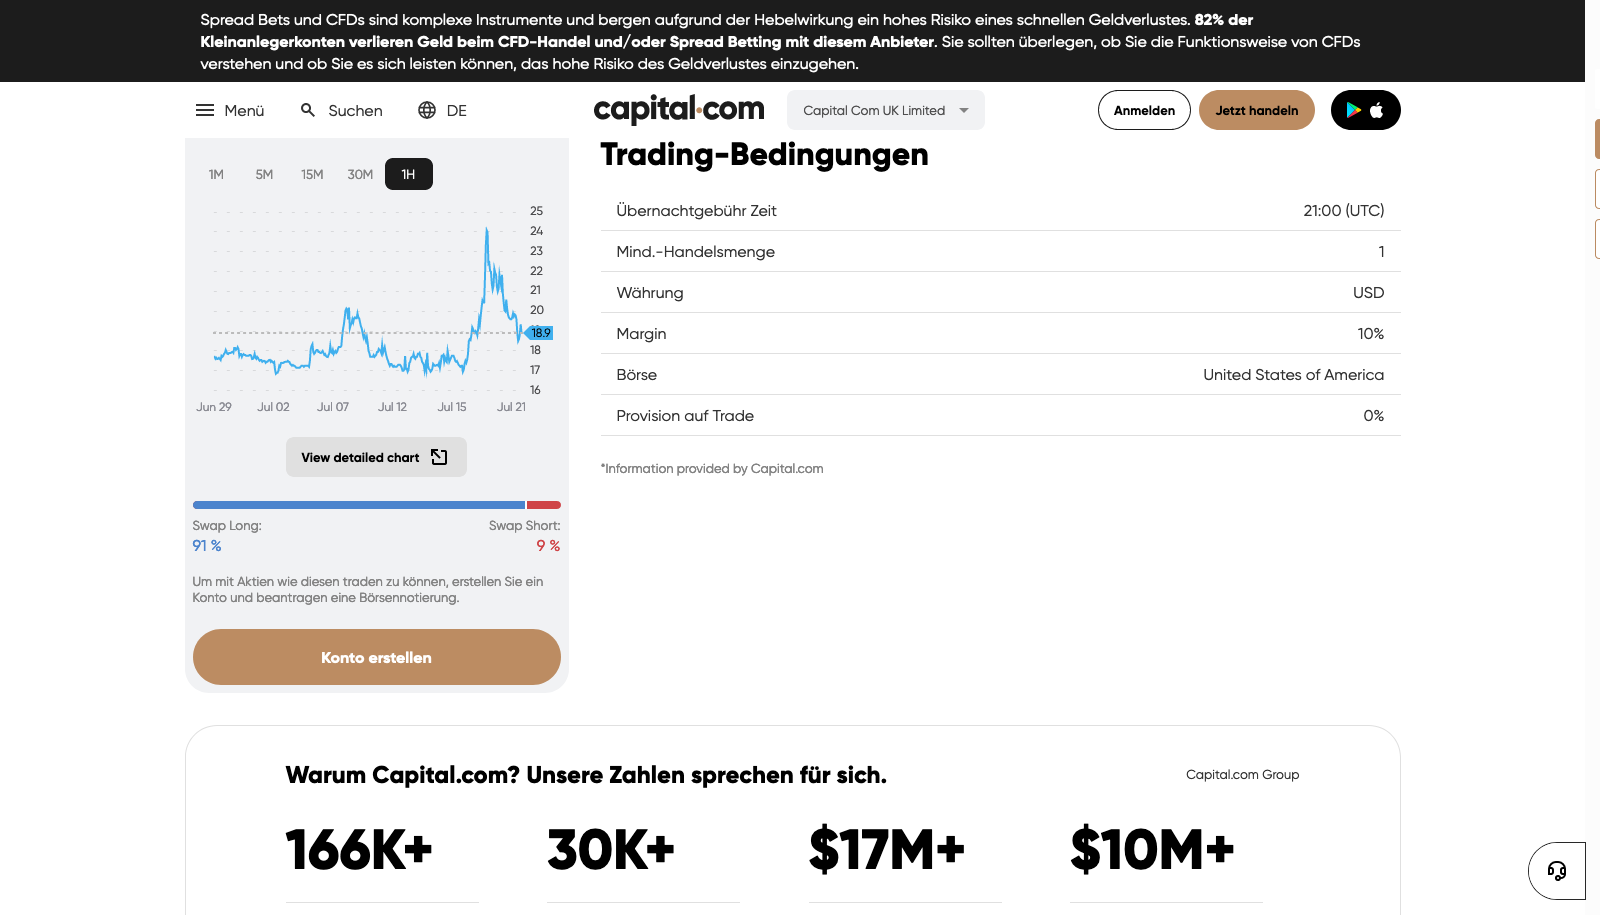 Spread Bets und CFDs sind komplexe Instrumente und bergen aufgrund der Hebelwirkung ein hohes Risiko eines schnellen Geldverlustes. 82% der
Kleinanlegerkonten verlieren Geld beim CFD-Handel und/oder Spread Betting mit diesem Anbieter. Sie sollten überlegen, ob Sie die Funktionsweise von CFDs
verstehen und ob Sie es sich leisten können, das hohe Risiko des Geldverlustes einzugehen.
Menü Suchen DE capital.com Capital Com UK Limited Anmelden Jetzt handeln
1M 5M 15M 30M 1H
25
24
23
22
21
20
18.9
18
17
16
Jun 29 Jul 02 Jul 07 Jul 12 Jul 15 Jul 21
View detailed chart
Swap Long: Swap Short:
91 % 9 %
Um mit Aktien wie diesen traden zu können, erstellen Sie ein
Konto und beantragen eine Börsennotierung.
Konto erstellen
Trading-Bedingungen
Übernachtgebühr Zeit 21:00 (UTC)
Mind.-Handelsmenge 1
Währung USD
Margin 10%
Börse United States of America
Provision auf Trade 0%
*Information provided by Capital.com
Warum Capital.com? Unsere Zahlen sprechen für sich. Capital.com Group
166K+ 30K+ $17M+ $10M+